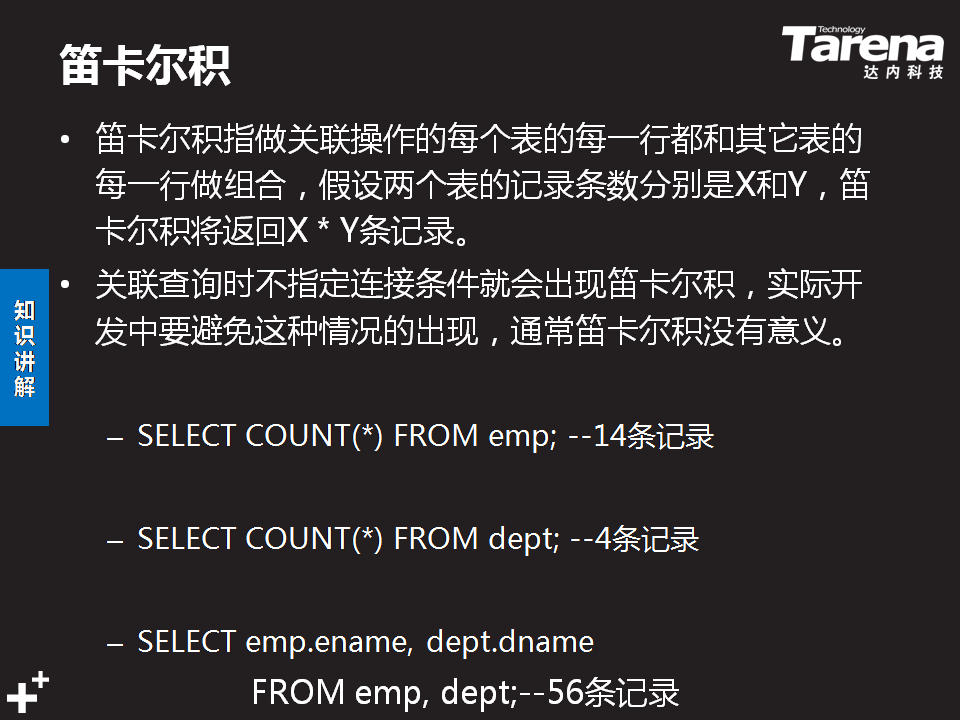 笛卡尔积
Technology
Tarena
达内科技
• 笛卡尔积指做关联操作的每个表的每一行都和其它表的
每一行做组合，假设两个表的记录条数分别是X和Y，笛
卡尔积将返回X * Y条记录。
• 关联查询时不指定连接条件就会出现笛卡尔积，实际开
发中要避免这种情况的出现，通常笛卡尔积没有意义。
知识讲解
– SELECT COUNT(*) FROM emp; --14条记录
– SELECT COUNT(*) FROM dept; --4条记录
– SELECT emp.ename, dept.dname
FROM emp, dept;--56条记录